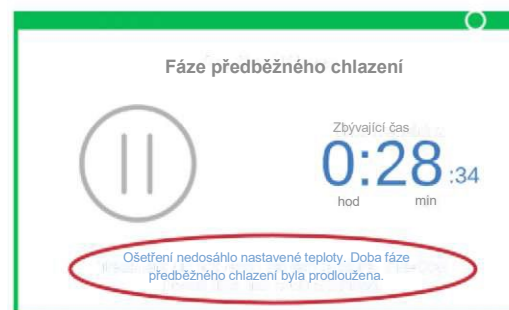 Fáze předběžného chlazení
Zbývající čas
0:28 :34
hod min
Ošetření nedosáhlo nastavené teploty. Doba fáze
předběžného chlazení byla prodloužena.